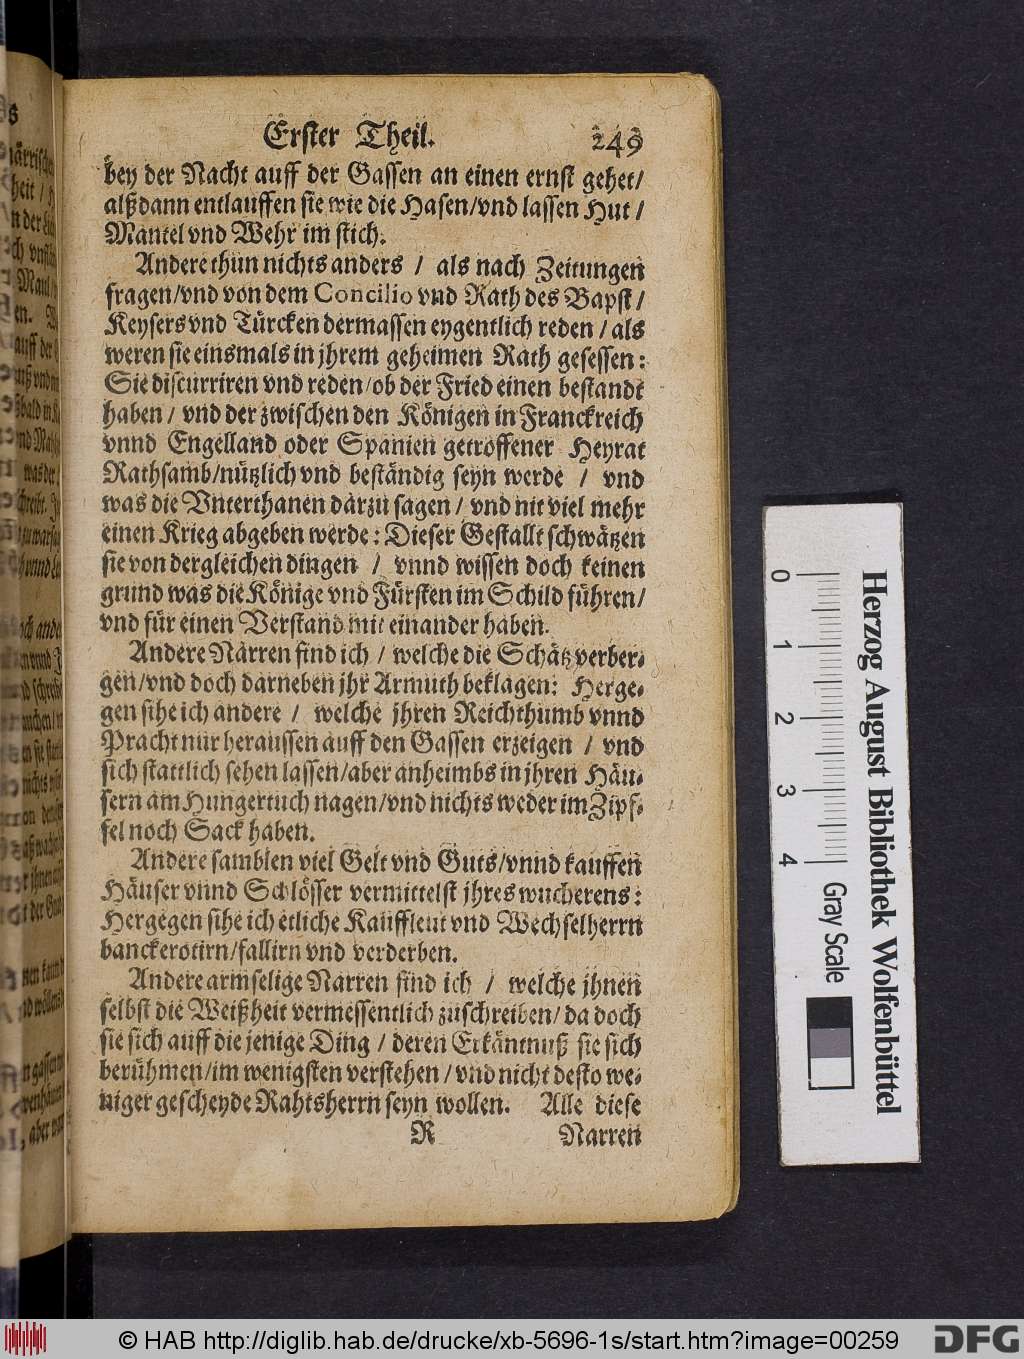 Erster Theil. 249
bey der Nacht auff der Gassen an einen ernst gehet/
alßdann entlauffen sie wie die Hasen/vnd lassen Hut /
Mantel vnd Wehr im stich.
Andere thun nichts anders / als nach Zeitungen
fragen/vnd von dem Concilio vnd Rath des Bapst /
Keysers vnd Türcken dermassen eygentlich reden / als
weren sie einsmals in jhrem geheimen Rath gesessen:
Sie discurriren vnd reden/ob der Fried einen bestandt
haben / vnd der zwischen den Königen in Franckreich
vnnd Engelland oder Spanien getroffener Heyrat
Rathsamb/nützlich vnd beständig seyn werde / vnd
was die Vnterthanen darzu sagen / vnd nit viel mehr
einen Krieg abgeben werde: Dieser Gestallt schwätzen
sie von dergleichen dingen / vnnd wissen doch keinen
grund was die Könige vnd Fürsten im Schild führen/
vnd für einen Verstand mit einander haben.
Andere Narren find ich / welche die Schätz verber-
gen/vnd doch darneben jhr Armuth beklagen: Herge-
gen sihe ich andere / welche jhren Reichthumb vnnd
Pracht nur heraussen auff den Gassen erzeigen / vnd
sich stattlich sehen lassen/aber anheimbs in jhren Häu-
sern am Hungertuch nagen/vnd nichts weder im Zipf-
fel noch Sack haben.
Andere samblen viel Gelt vnd Guts/vnnd kauffen
Häuser vnnd Schlösser vermittelst jhres wucherens:
Hergegen sihe ich etliche Kauffleut vnd Wechselherrn
banckerotirn/fallirn vnd verderben.
Andere armselige Narren find ich / welche jhnen
selbst die Weißheit vermessentlich zuschreiben/da doch
sie sich auff die jenige Ding / deren Erkäntnuß sie sich
berühmen/im wenigsten verstehen / vnd nicht desto we-
niger gescheyde Rahtsherrn seyn wollen. Alle diese
R Narren
0
1
2
3
4
Gray Scale
Herzog August Bibliothek Wolfenbüttel
© HAB http://diglib.hab.de/drucke/xb-5696-1s/start.htm?image=00259
DFG